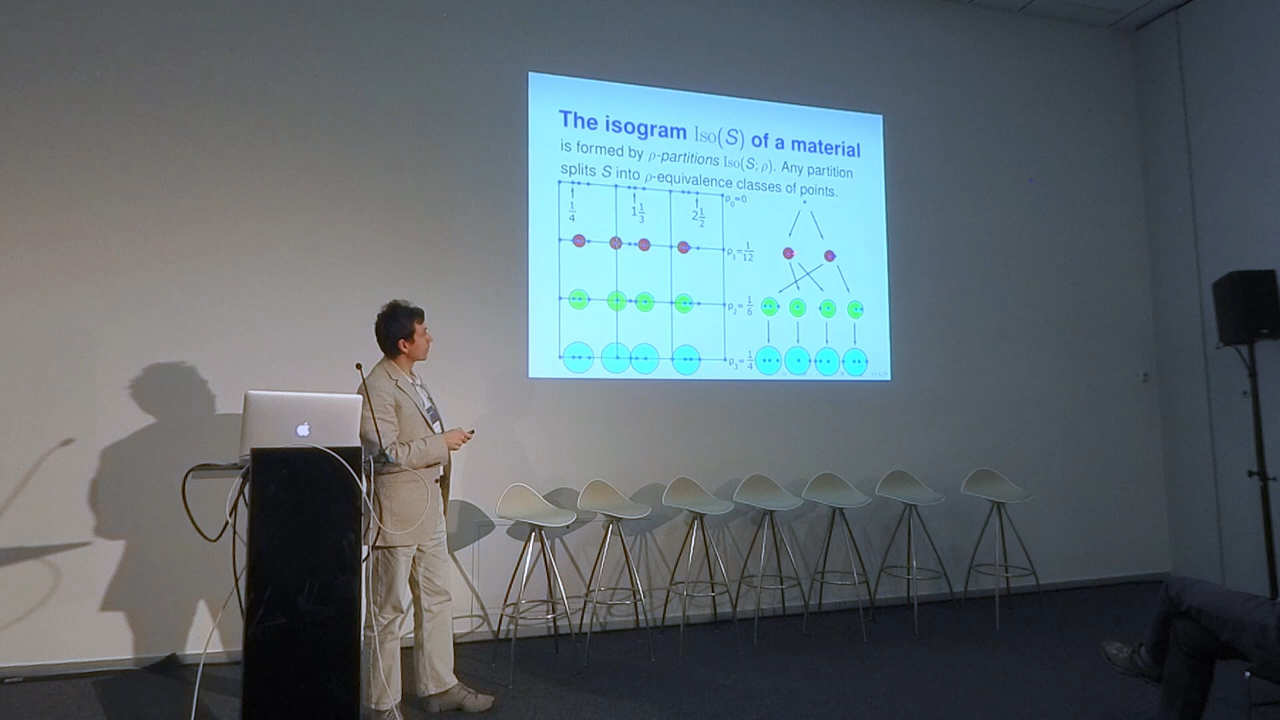 The isogram Iso(S) of a material
is formed by ρ-partitions Iso(S; ρ). Any partition
splits S into ρ-equivalence classes of points.
ρ₀=0
1/4
1 1/3
2 1/2
ρ₁=1/12
ρ₂=1/6
ρ₃=1/4